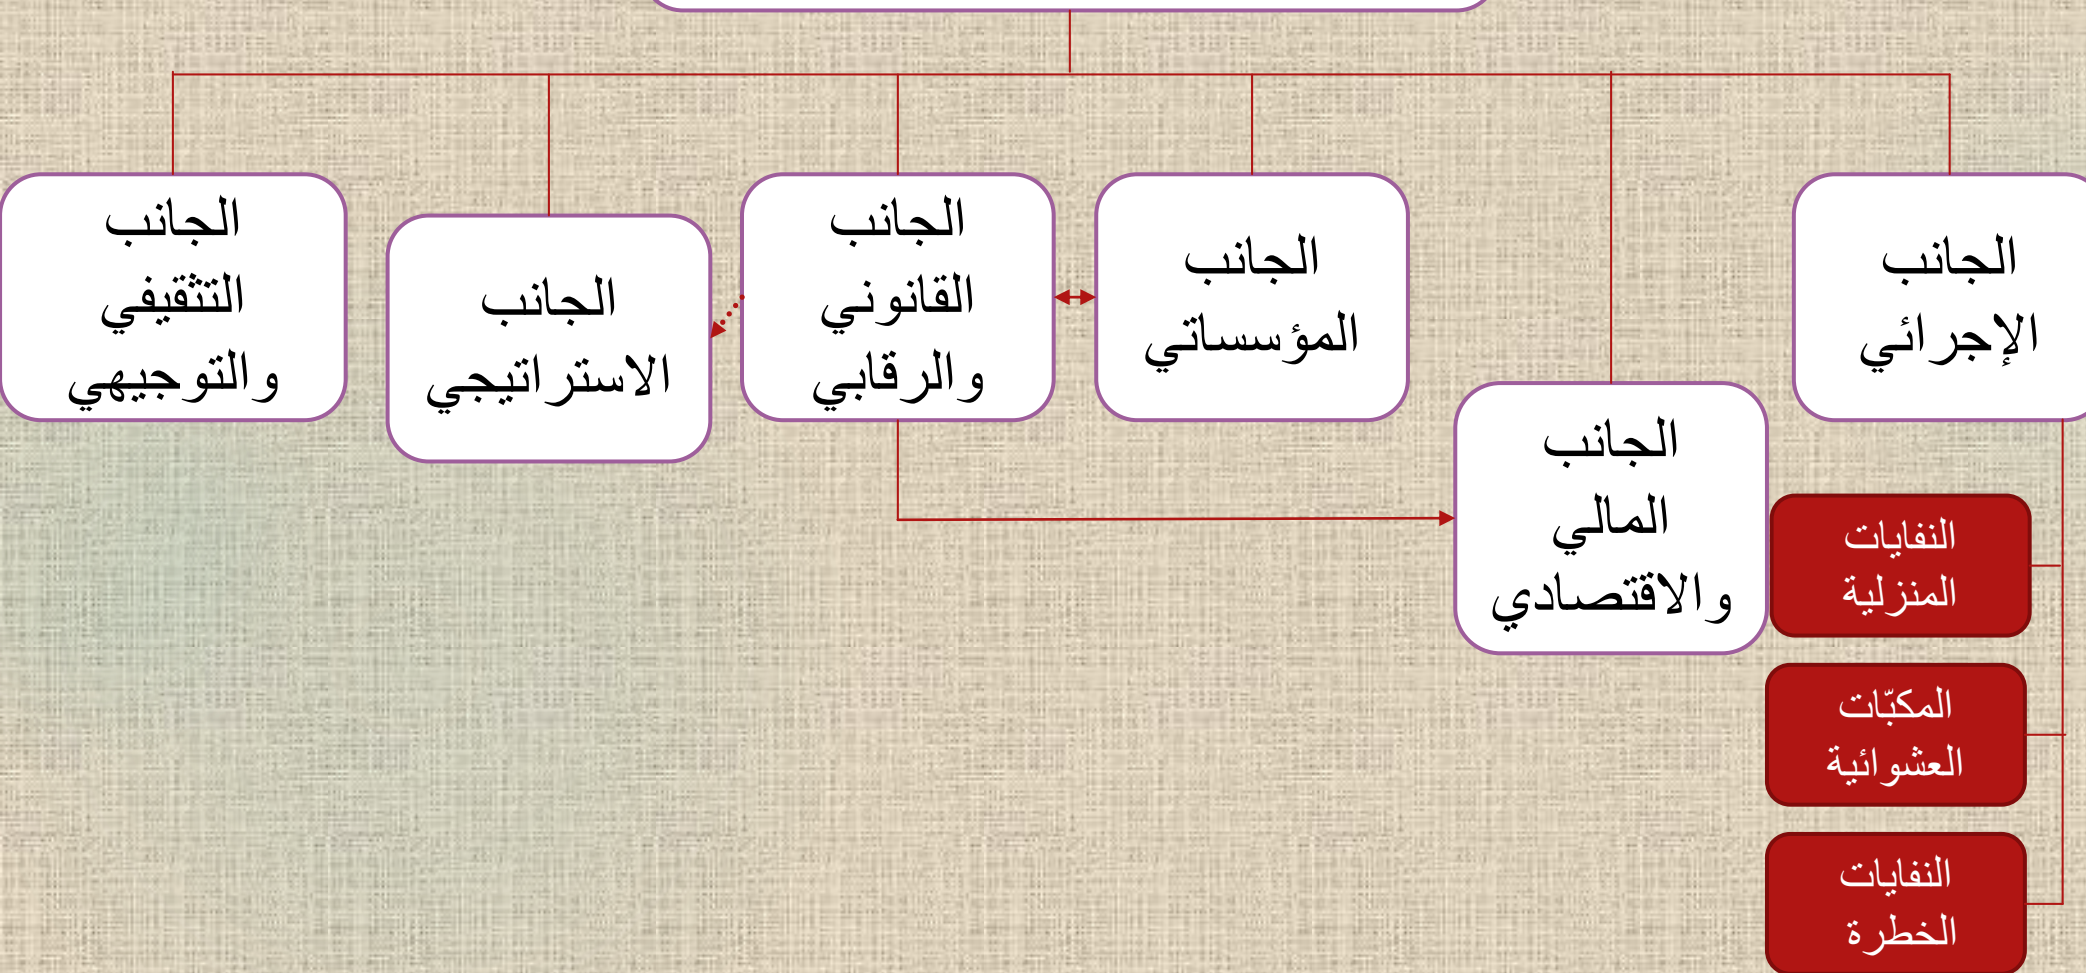 الجانب
الإجرائي
الجانب
المؤسساتي
الجانب
القانوني
والرقابي
الجانب
الاستراتيجي
الجانب
التثقيفي
والتوجيهي
الجانب
المالي
والاقتصادي
النفايات
المنزلية
المكبّات
العشوائية
النفايات
الخطرة